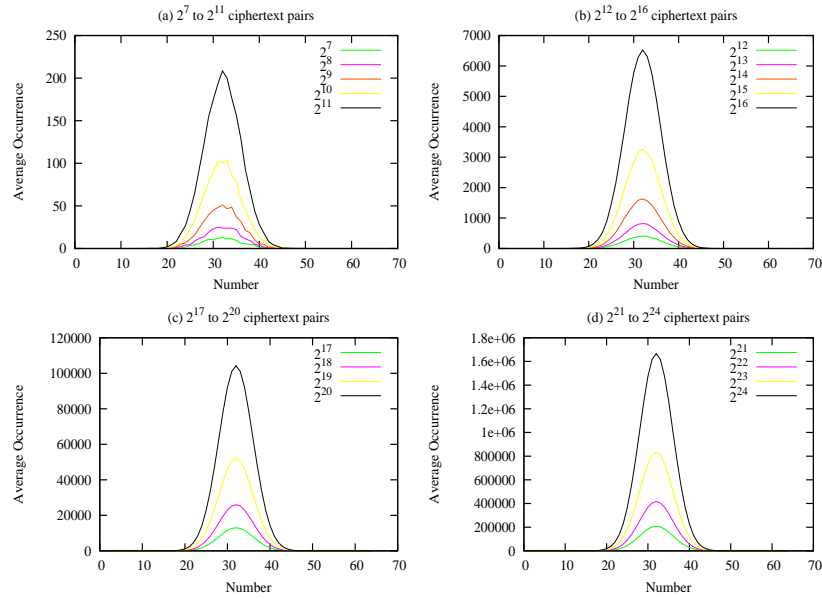 (a) 2^7 to 2^11 ciphertext pairs
250
200
150
100
50
0
0 10 20 30 40 50 60 70
Average Occurrence
Number
2^7
2^8
2^9
2^10
2^11
(b) 2^12 to 2^16 ciphertext pairs
7000
6000
5000
4000
3000
2000
1000
0
0 10 20 30 40 50 60 70
Average Occurrence
Number
2^12
2^13
2^14
2^15
2^16
(c) 2^17 to 2^20 ciphertext pairs
120000
100000
80000
60000
40000
20000
0
0 10 20 30 40 50 60 70
Average Occurrence
Number
2^17
2^18
2^19
2^20
(d) 2^21 to 2^24 ciphertext pairs
1.8e+06
1.6e+06
1.4e+06
1.2e+06
1e+06
800000
600000
400000
200000
0
0 10 20 30 40 50 60 70
Average Occurrence
Number
2^21
2^22
2^23
2^24